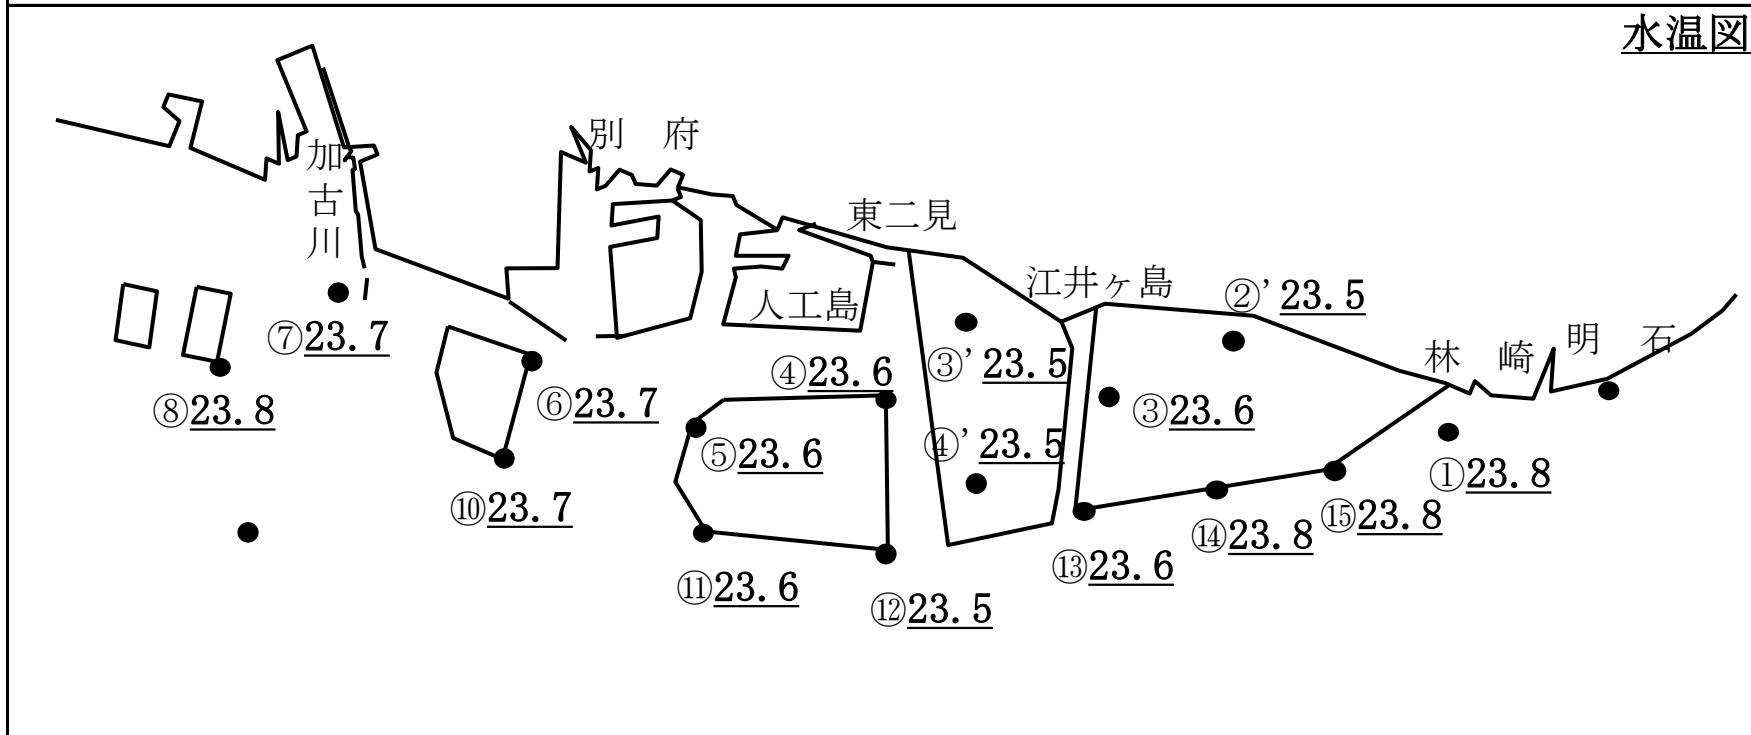 水温図
別 府
加
古
川
東二見
江井ヶ島
②' 23.5
人工島
⑦23.7
林 崎 明 石
③' 23.5
④23.6
⑧23.8
⑥23.7
③23.6
④' 23.5
⑤23.6
①23.8
⑩23.7
⑮23.8
⑭23.8
⑬23.6
⑪23.6
⑫23.5